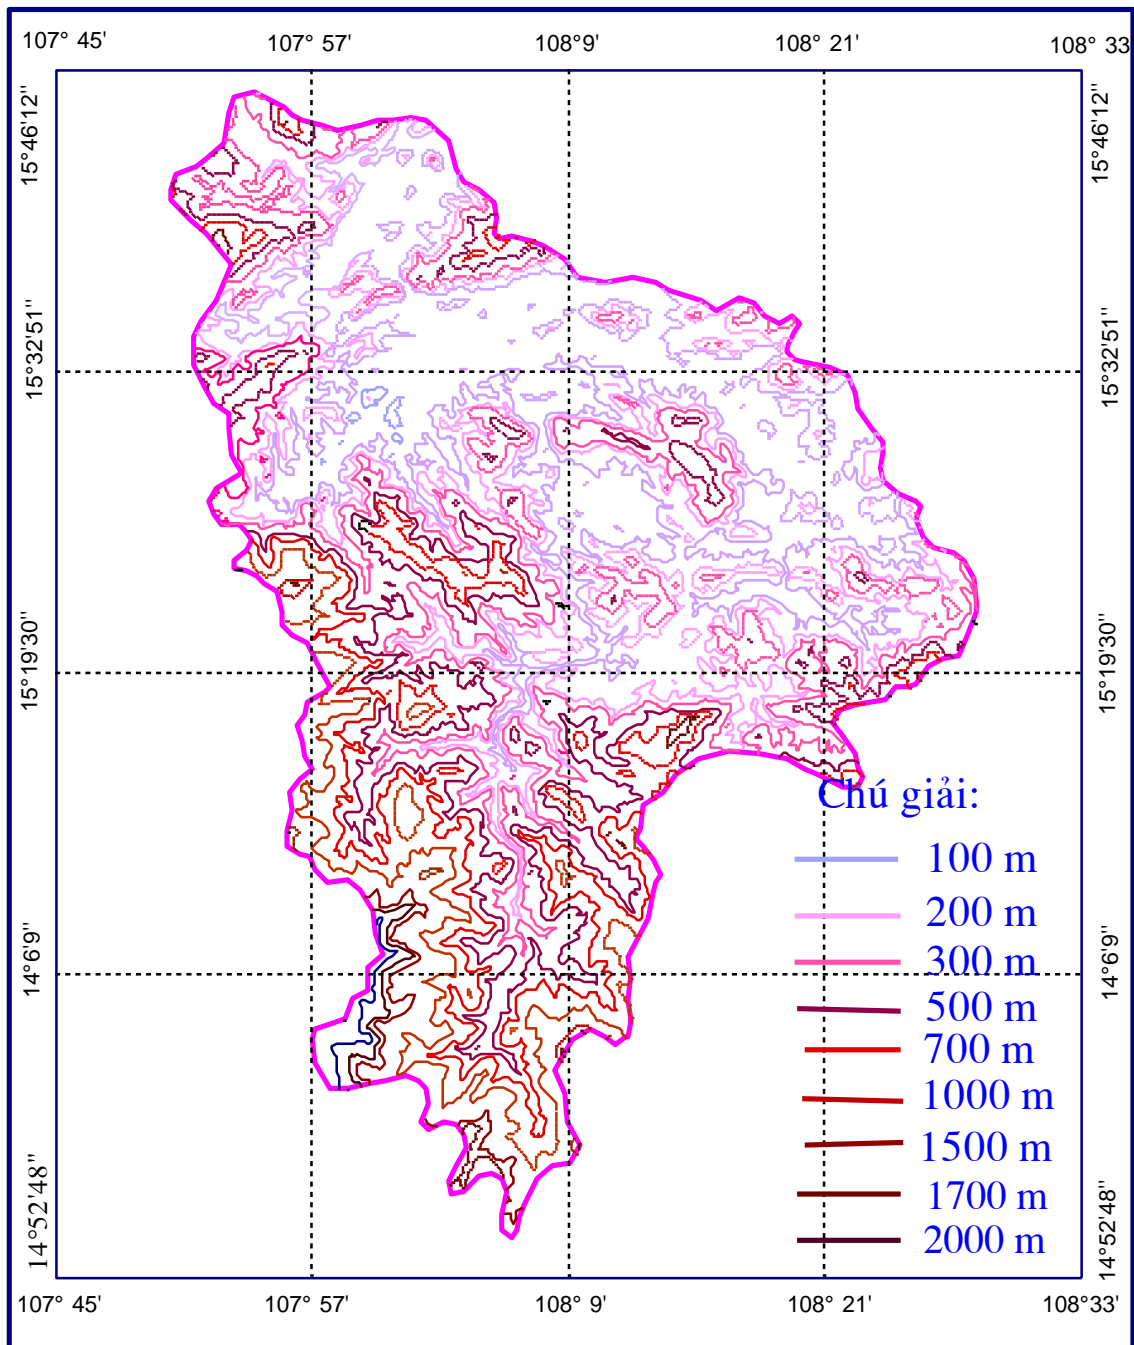 107° 45' 107° 57' 108° 9' 108° 21' 108° 33
15°46'12" 15°46'12"
15°32'51" 15°32'51"
15°19'30" 15°19'30"
Chú giải:
100 m
200 m
300 m
14°6'9" 14°6'9"
500 m
700 m
1000 m
1500 m
1700 m
2000 m
14°52'48" 14°52'48"
107° 45' 107° 57' 108° 9' 108° 21' 108°33'